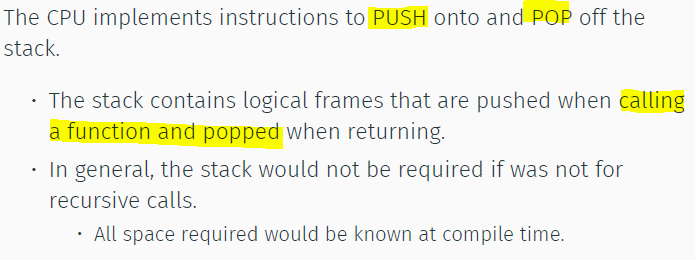 The CPU implements instructions to PUSH onto and POP off the
stack.
• The stack contains logical frames that are pushed when calling
a function and popped when returning.
• In general, the stack would not be required if was not for
recursive calls.
• All space required would be known at compile time.